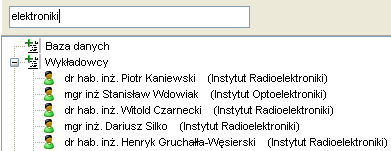 elektroniki
Baza danych
Wykładowcy
dr hab. inż. Piotr Kaniewski (Instytut Radioelektroniki)
mgr inż Stanisław Wdowiak (Instytut Optoelektroniki)
dr hab. inż. Witold Czarnecki (Instytut Radioelektroniki)
mgr inż. Dariusz Silko (Instytut Radioelektroniki)
dr hab. inż. Henryk Gruchała-Węsierski (Instytut Radioelektroniki)